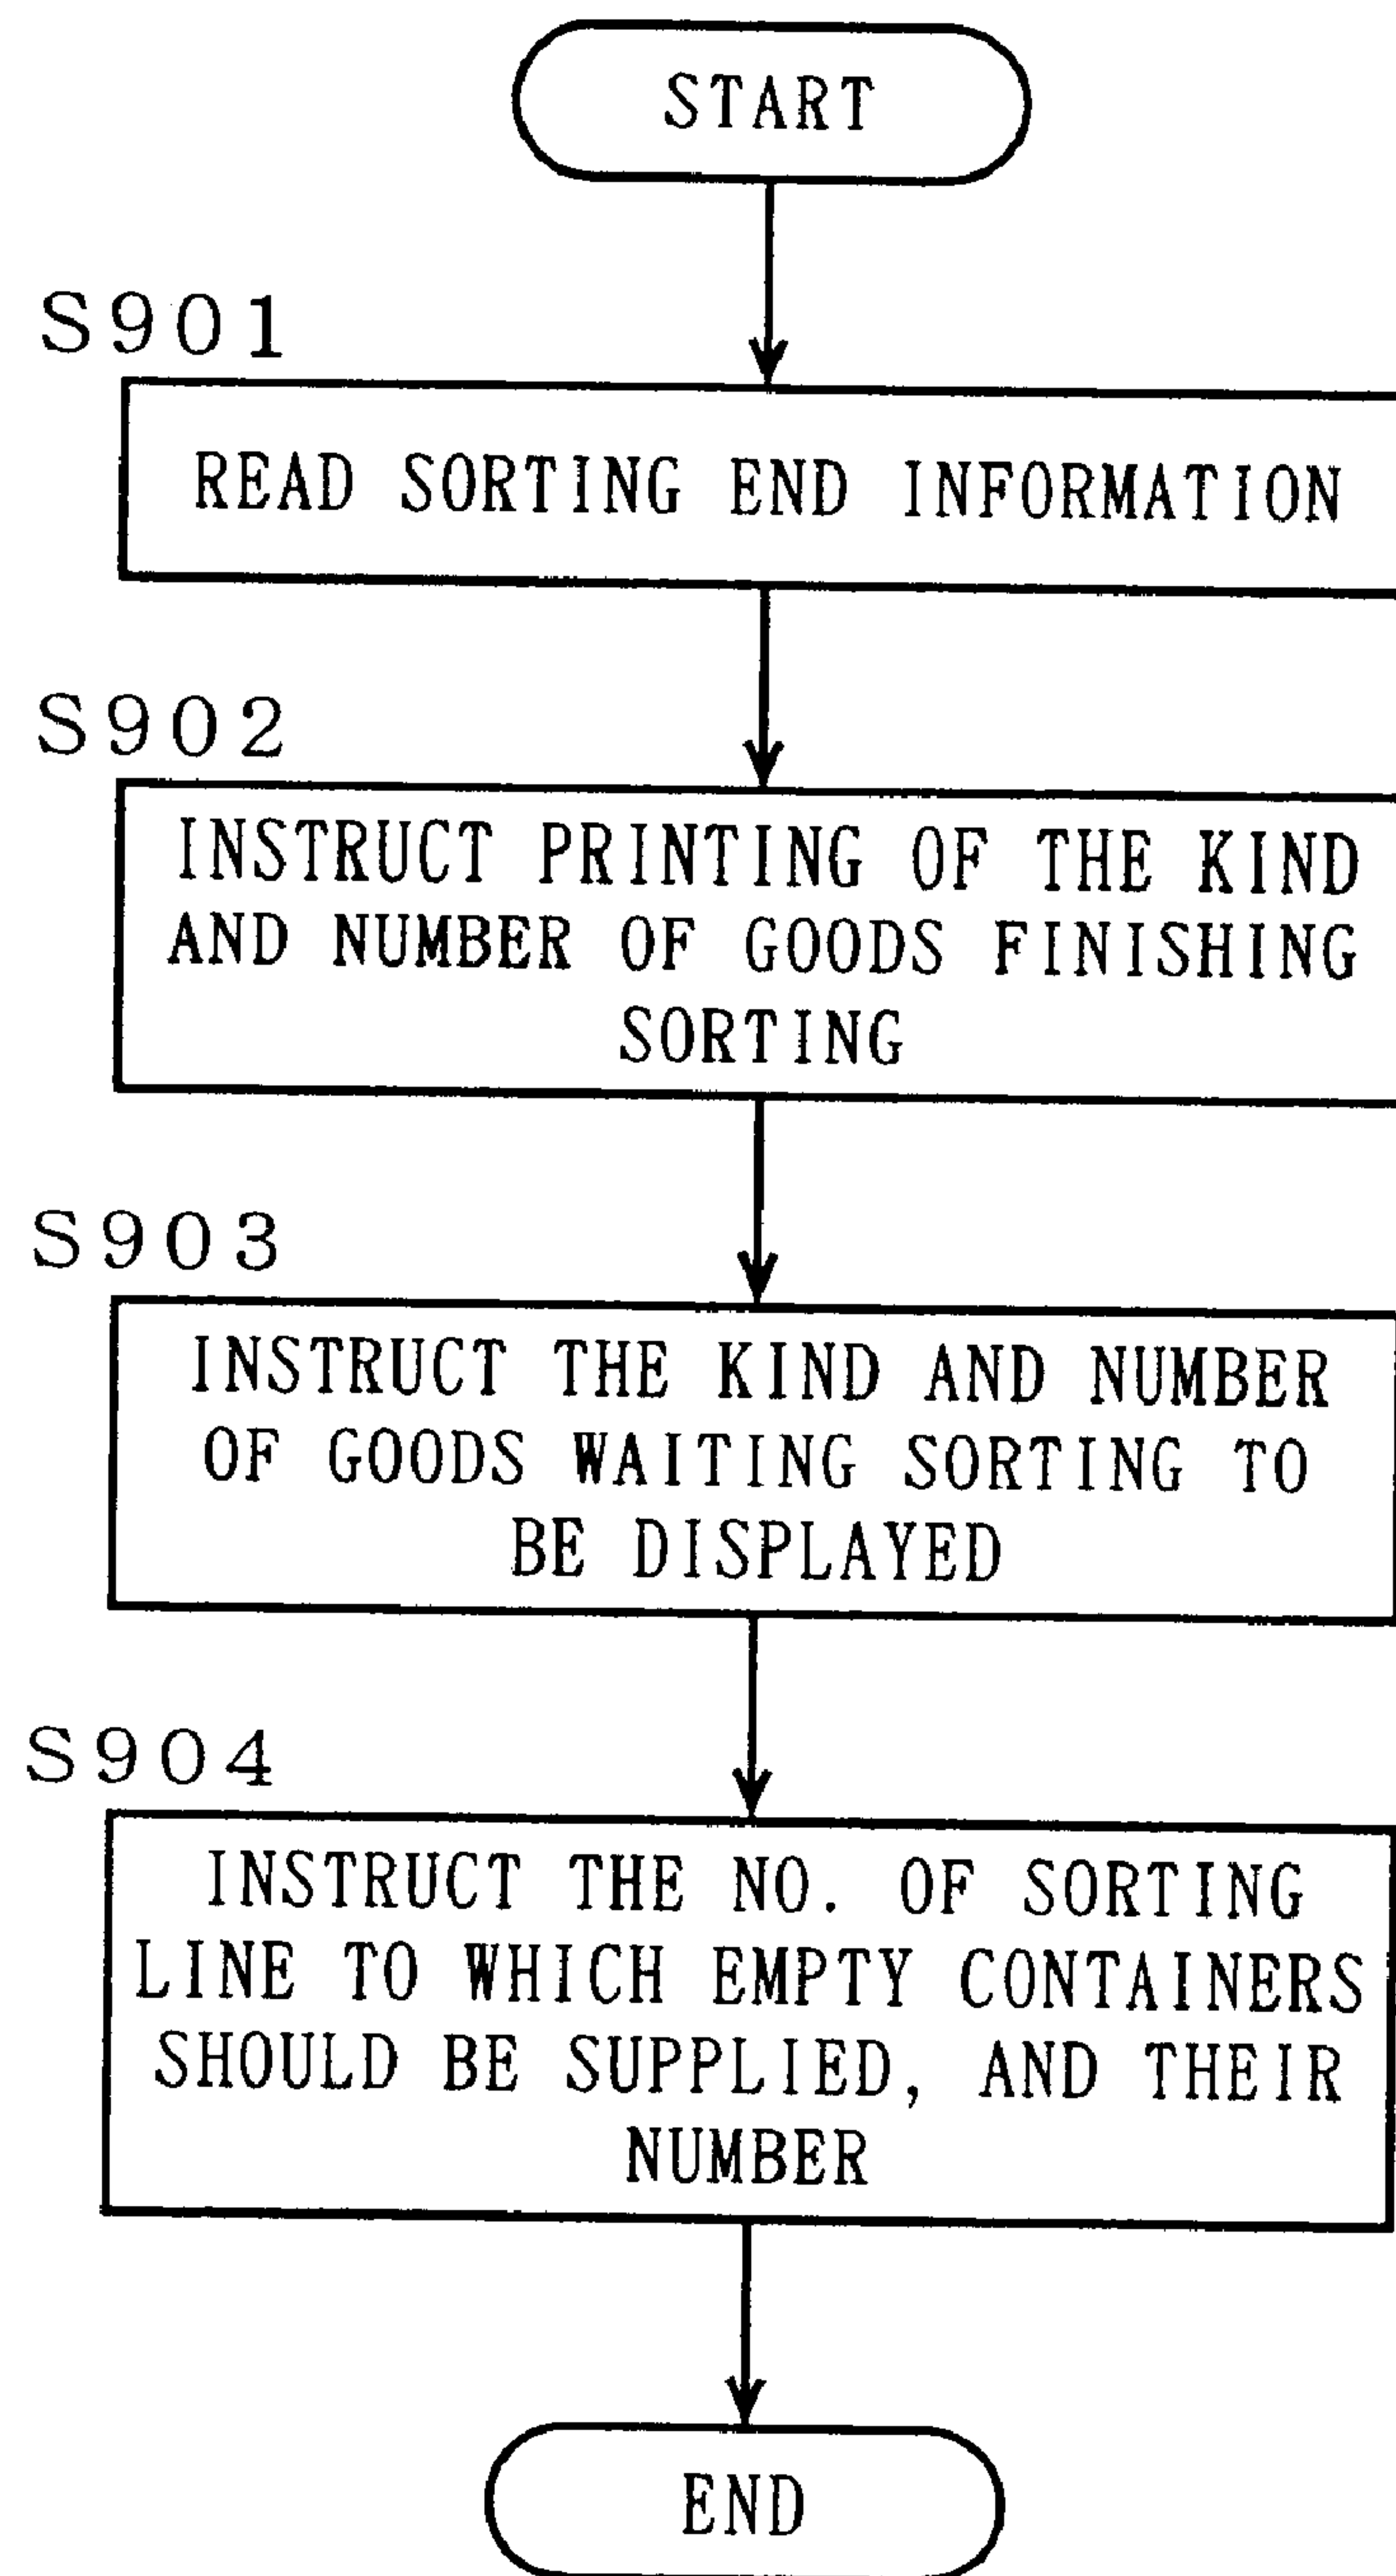 START
S901
READ SORTING END INFORMATION
S902
INSTRUCT PRINTING OF THE KIND
AND NUMBER OF GOODS FINISHING
SORTING
S903
INSTRUCT THE KIND AND NUMBER
OF GOODS WAITING SORTING TO
BE DISPLAYED
S904
INSTRUCT THE NO. OF SORTING
LINE TO WHICH EMPTY CONTAINERS
SHOULD BE SUPPLIED, AND THEIR
NUMBER
END